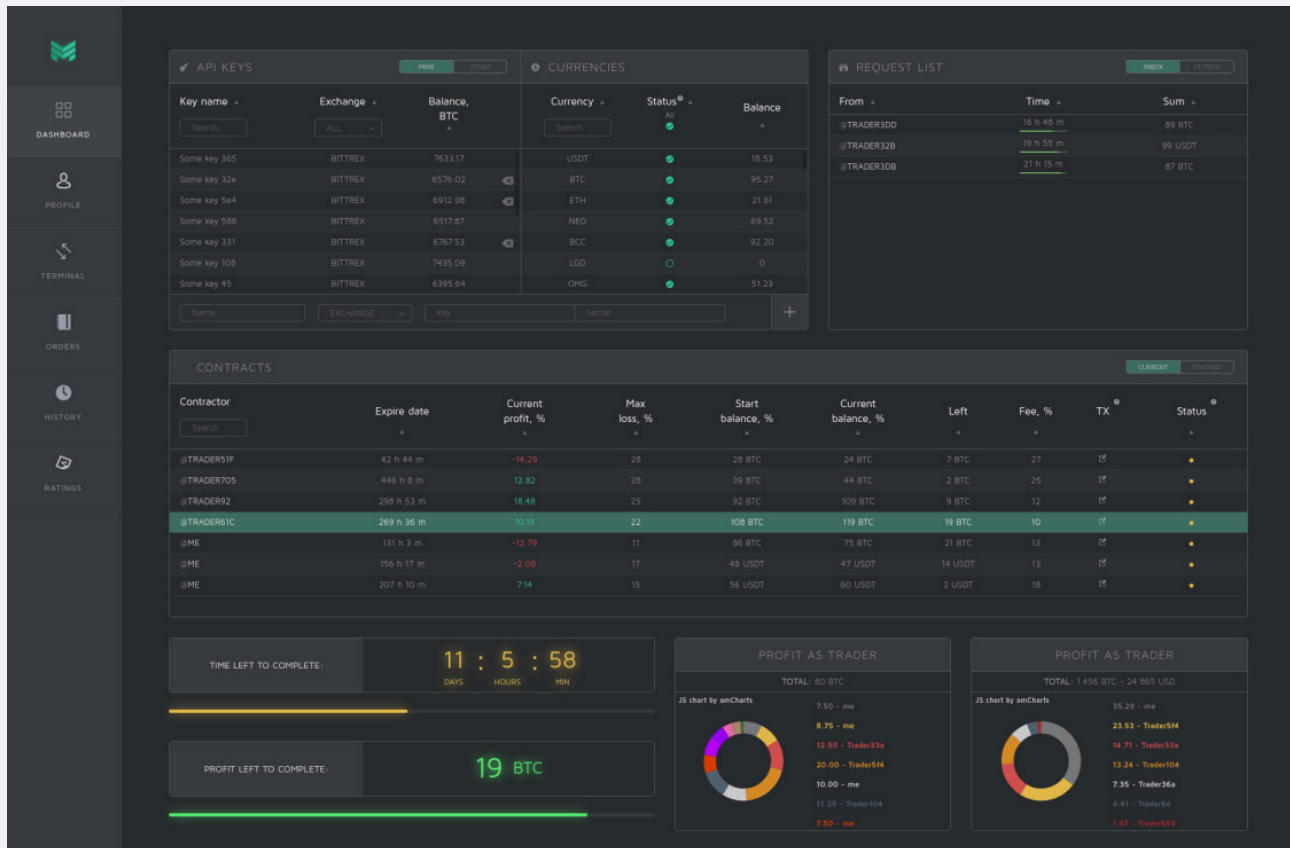 DASHBOARD
PROFILE
TERMINAL
ORDERS
HISTORY
RATINGS
API KEYS MINE OTHER
Key name Exchange Balance, BTC
Search ALL
Some key 365 BITTREX 7633.17
Some key 32e BITTREX 6576.02
Some key 5e4 BITTREX 6912.98
Some key 588 BITTREX 6517.87
Some key 331 BITTREX 6767.53
Some key 108 BITTREX 7435.09
Some key 45 BITTREX 6395.64
Name EXCHANGE Key Secret +
CURRENCIES
Currency Status Balance
Search All
USDT 18.53
BTC 95.27
ETH 21.61
NEO 69.52
BCC 92.20
LGD 0
OMG 51.23
REQUEST LIST INBOX OUTBOX
From Time Sum
@TRADER3DD 16 h 48 m 89 BTC
@TRADER32B 19 h 55 m 99 USDT
@TRADER3DB 21 h 15 m 87 BTC
CONTRACTS CURRENT FINISHED
Contractor Expire date Current profit, % Max loss, % Start balance, % Current balance, % Left Fee, % TX Status
Search
@TRADER51F 42 h 44 m -14.29 28 28 BTC 24 BTC 7 BTC 27
@TRADER705 446 h 8 m 12.82 28 39 BTC 44 BTC 2 BTC 25
@TRADER92 298 h 53 m 18.48 25 92 BTC 109 BTC 9 BTC 12
@TRADER61C 269 h 36 m 10.19 22 108 BTC 119 BTC 19 BTC 10
@ME 131 h 3 m -12.79 11 86 BTC 75 BTC 21 BTC 13
@ME 156 h 17 m -2.08 17 48 USDT 47 USDT 14 USDT 13
@ME 207 h 10 m 7.14 15 56 USDT 60 USDT 2 USDT 18
TIME LEFT TO COMPLETE: 11 : 5 : 58
DAYS HOURS MIN
PROFIT LEFT TO COMPLETE: 19 BTC
PROFIT AS TRADER
TOTAL: 80 BTC
JS chart by amCharts
7.50 - me
8.75 - me
12.50 - Trader33a
20.00 - Trader5f4
10.00 - me
11.25 - Trader104
7.50 - me
PROFIT AS TRADER
TOTAL: 1.456 BTC ~ 24 865 USD
JS chart by amCharts
35.29 - me
23.53 - Trader5f4
14.71 - Trader33a
13.24 - Trader104
7.35 - Trader36a
4.41 - Trader6d
1.47 - Trader659